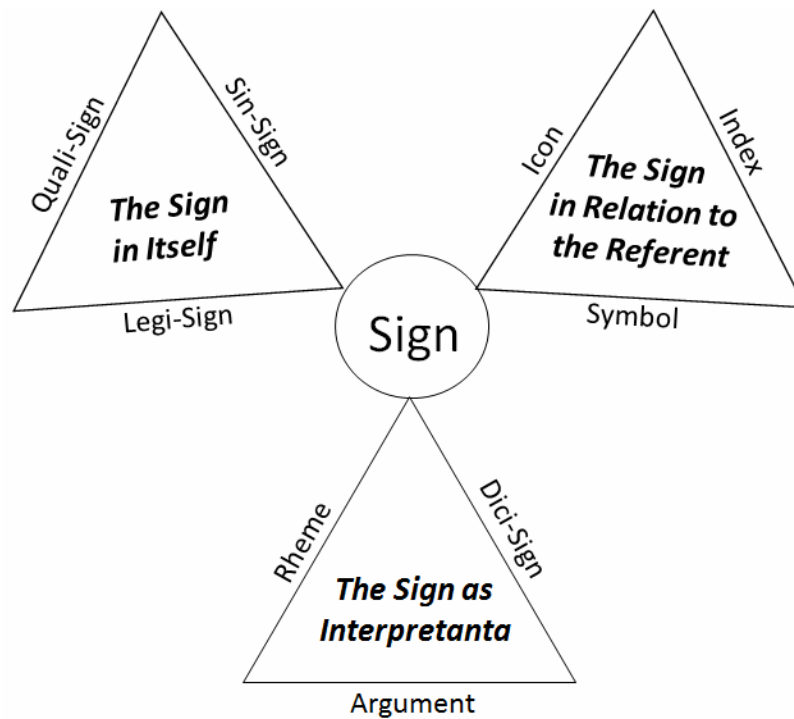 Quali-Sign
Sin-Sign
The Sign
in Itself
Legi-Sign
Icon
Index
The Sign
in Relation to
the Referent
Symbol
Sign
Rheme
Dici-Sign
The Sign as
Interpretanta
Argument